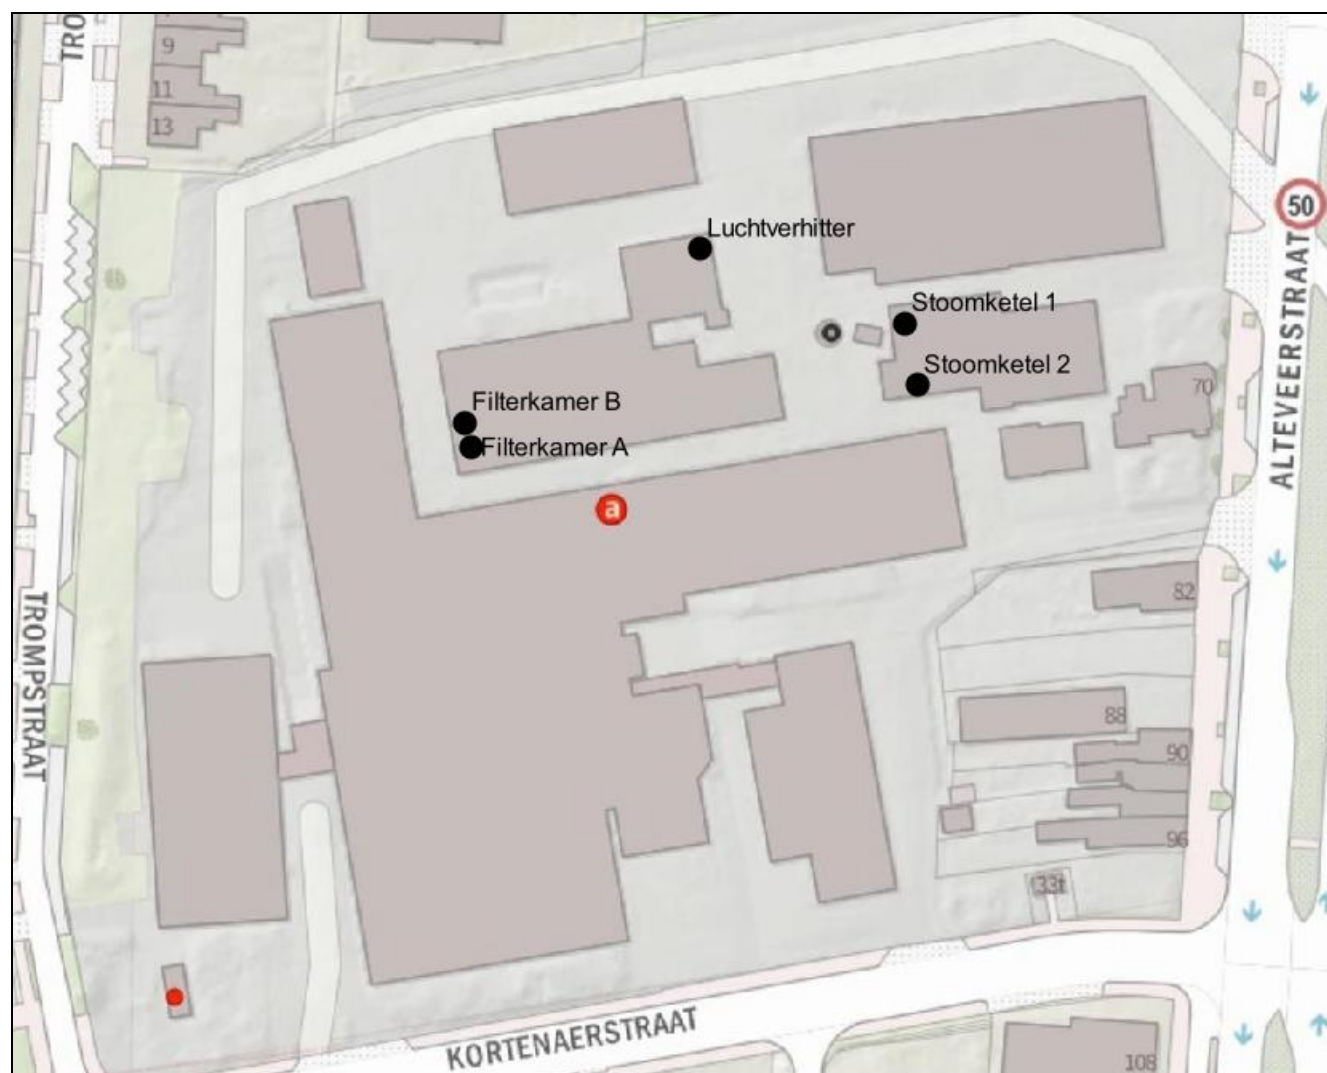 TRO
9
11
13
50
Luchtverhitter
ALTEVEERSTRAAT
Stoomketel 1
Stoomketel 2
70
Filterkamer B
Filterkamer A
a
82
TROMPSTRAAT
88
90
96
33t
KORTENAERSTRAAT
108